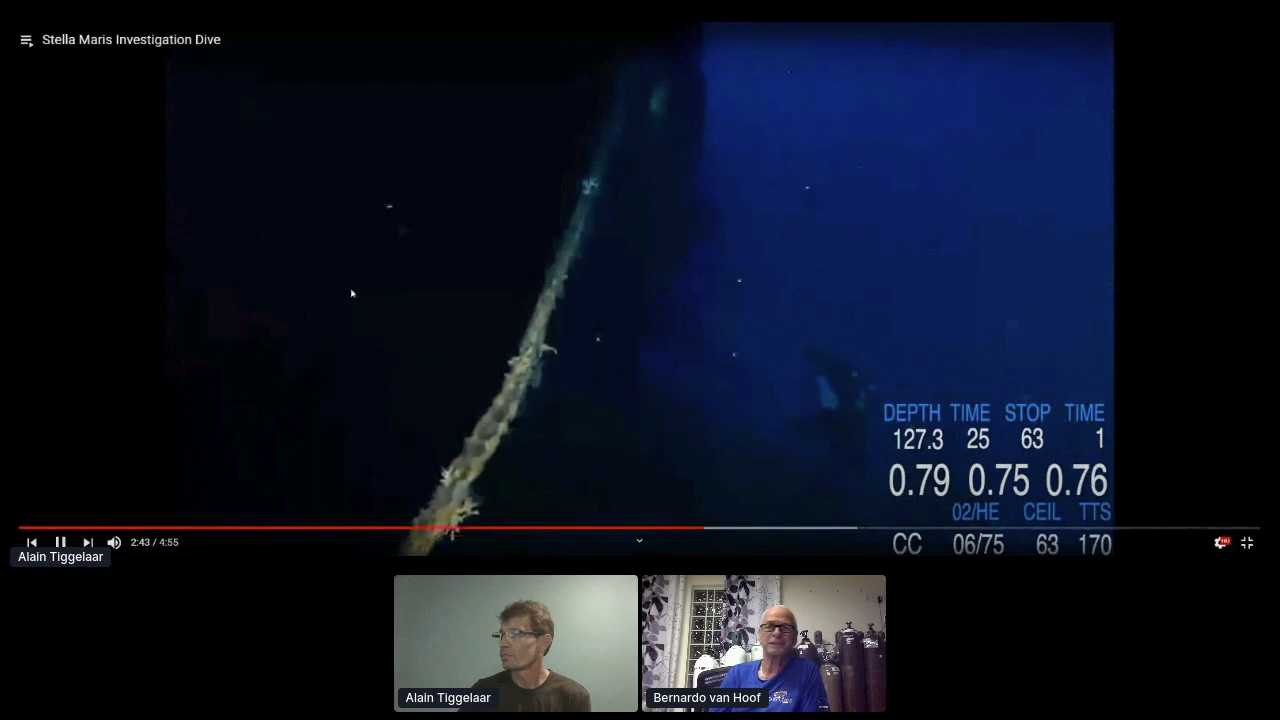 Stella Maris Investigation Dive
DEPTH TIME STOP TIME
127.3 25 63 1
0.79 0.75 0.76
02/HE CEIL TTS
CC 06/75 63 170
2:43 / 4:55
HD
Alain Tiggelaar
Alain Tiggelaar
Bernardo van Hoof